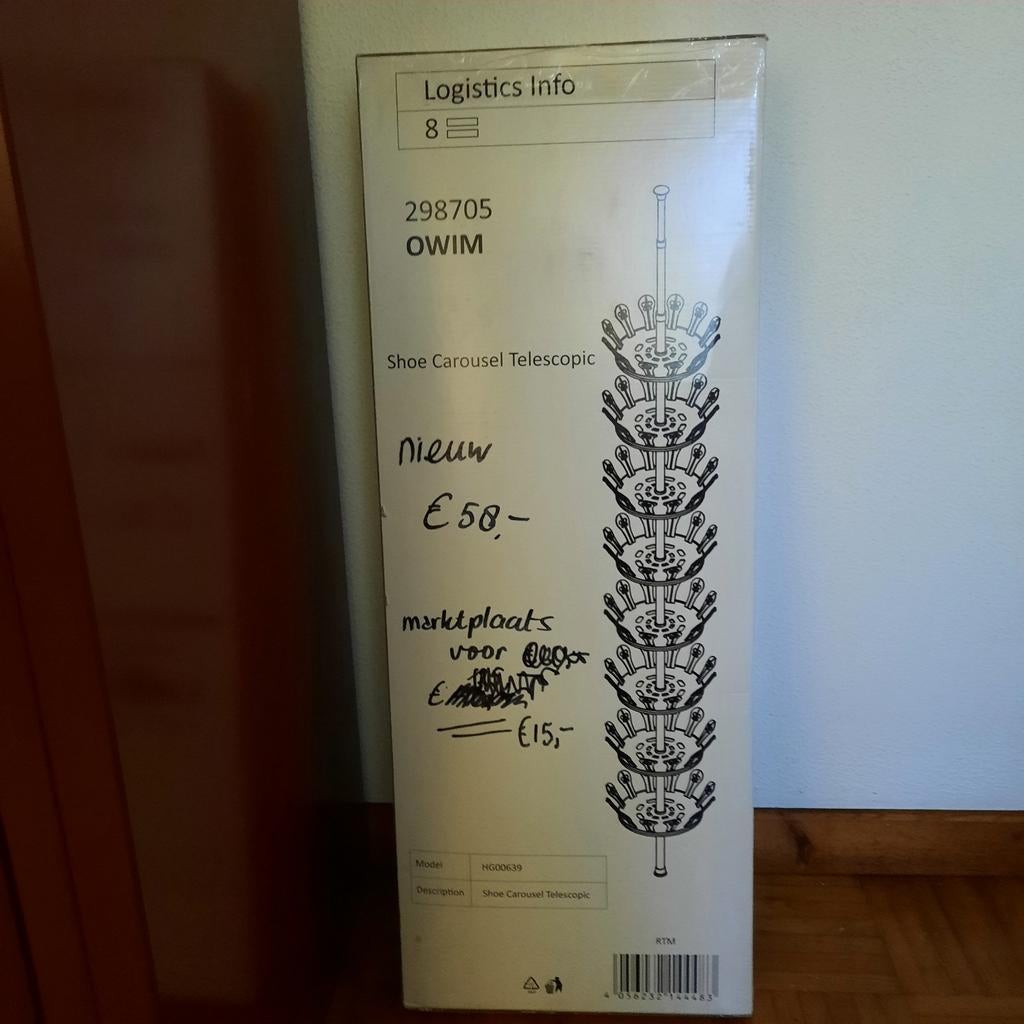 Logistics Info
8
298705
OWIM
Shoe Carousel Telescopic
nieuw
€ 58,-
marktplaats
voor
€
€15,-
Model HG00639
Description Shoe Carousel Telescopic
RTM
4 056232 144483